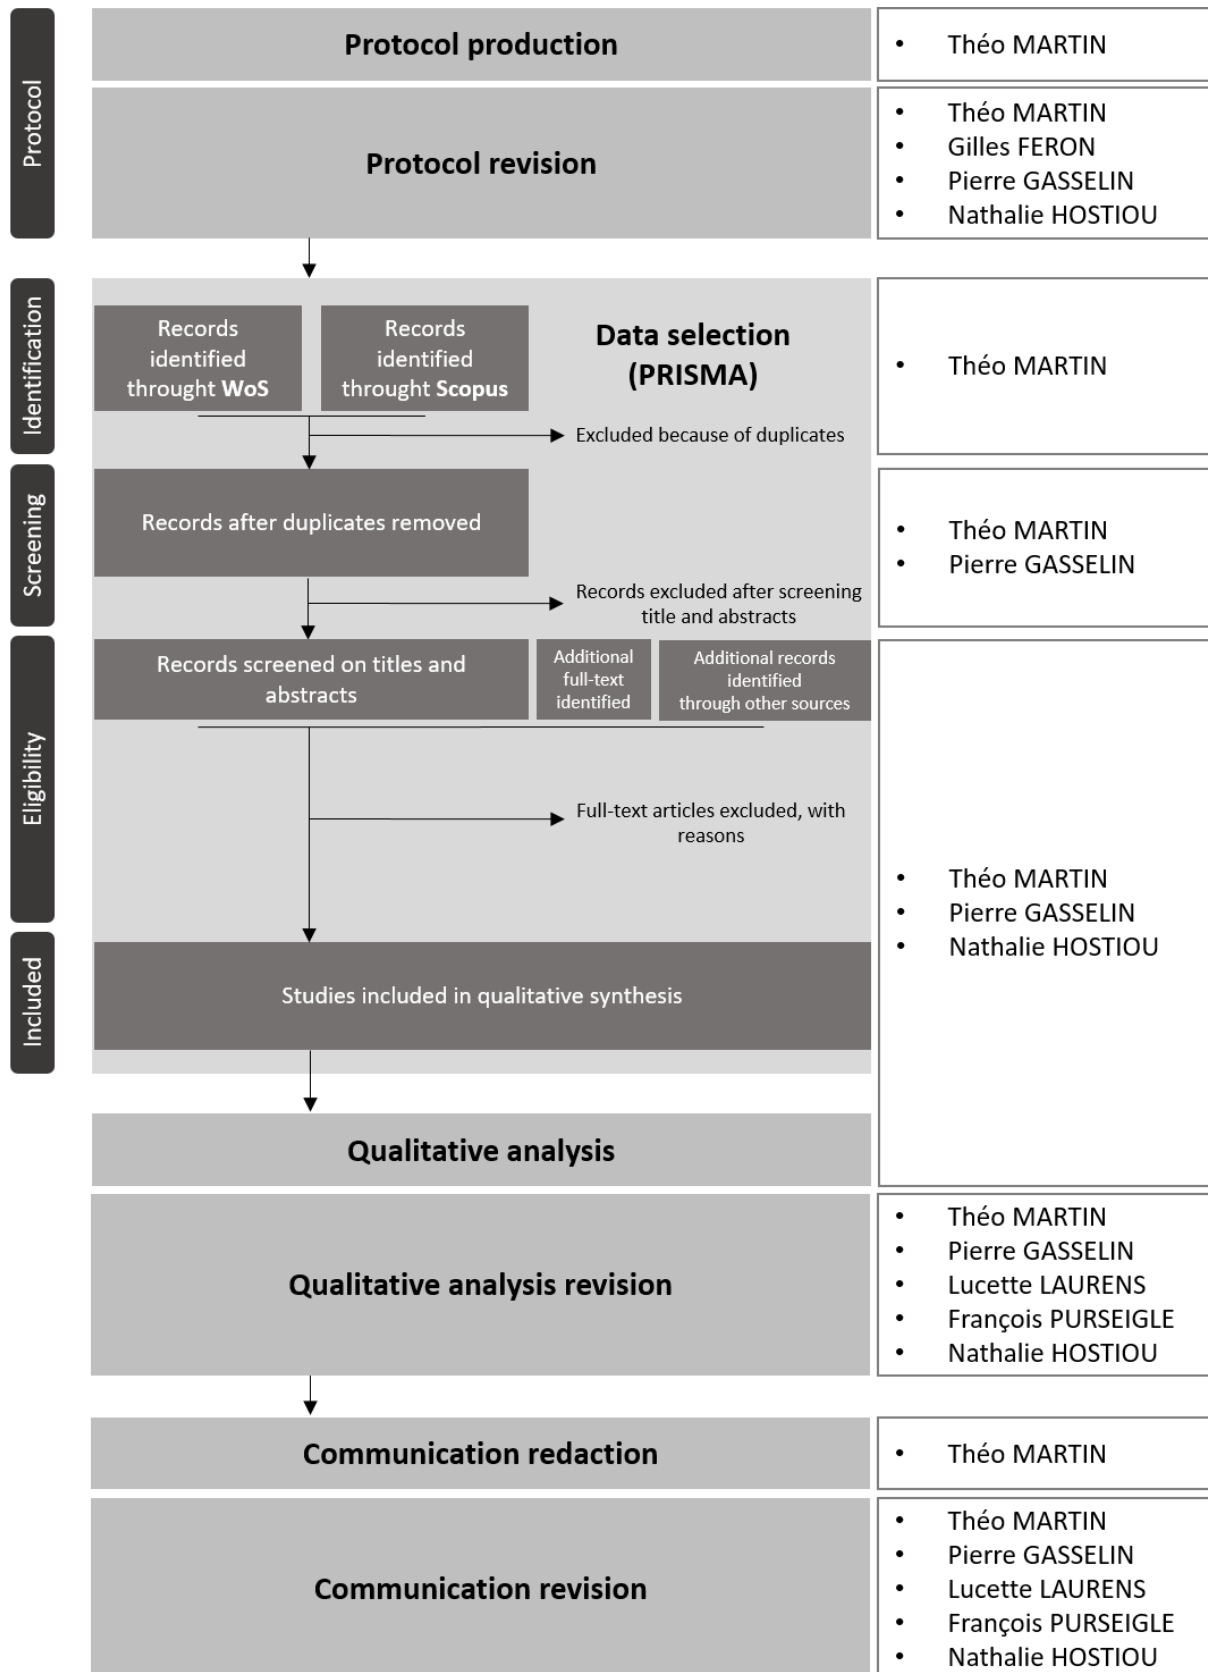 Protocol
Protocol production
• Théo MARTIN
Protocol revision
• Théo MARTIN
• Gilles FERON
• Pierre GASSELIN
• Nathalie HOSTIOU
Identification
Records
identified
throught WoS
Records
identified
throught Scopus
Data selection
(PRISMA)
• Théo MARTIN
Excluded because of duplicates
Screening
Records after duplicates removed
• Théo MARTIN
• Pierre GASSELIN
Records excluded after screening
title and abstracts
Eligibility
Records screened on titles and
abstracts
Additional
full-text
identified
Additional records
identified
through other sources
Full-text articles excluded, with
reasons
• Théo MARTIN
• Pierre GASSELIN
• Nathalie HOSTIOU
Included
Studies included in qualitative synthesis
Qualitative analysis
Qualitative analysis revision
• Théo MARTIN
• Pierre GASSELIN
• Lucette LAURENS
• François PURSEIGLE
• Nathalie HOSTIOU
Communication redaction
• Théo MARTIN
Communication revision
• Théo MARTIN
• Pierre GASSELIN
• Lucette LAURENS
• François PURSEIGLE
• Nathalie HOSTIOU